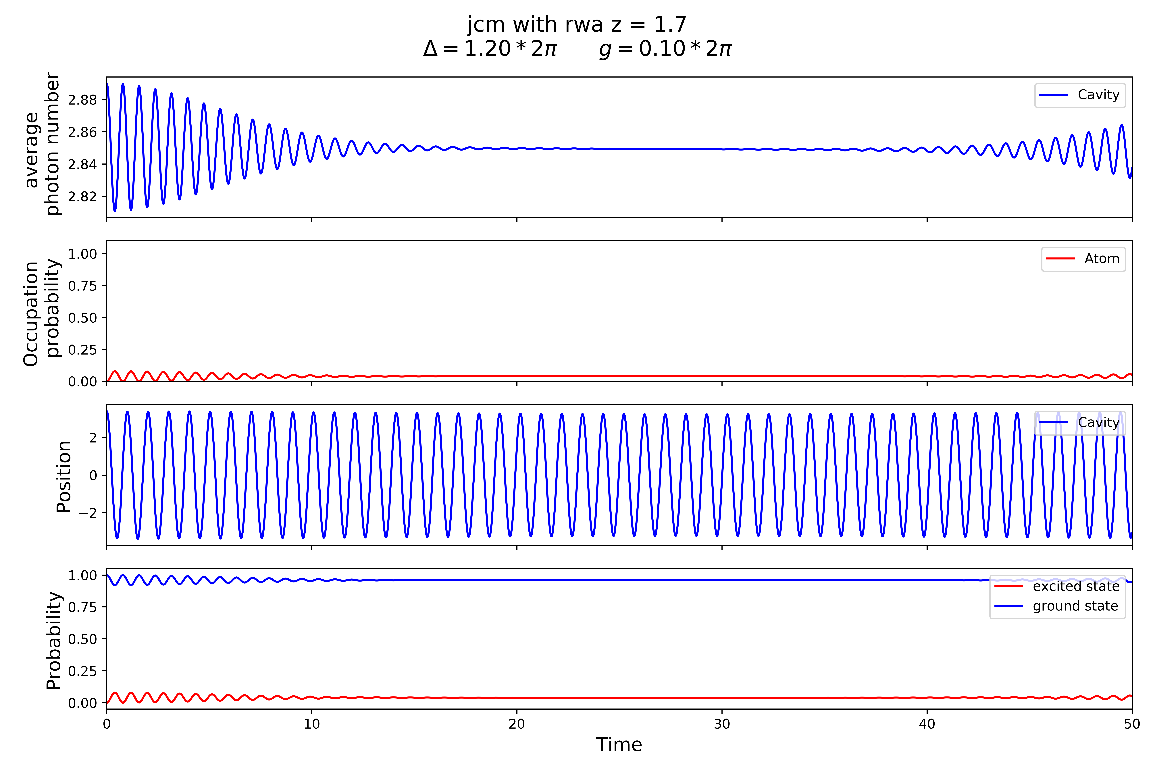 jcm with rwa z = 1.7
Δ = 1.20 * 2π g = 0.10 * 2π
average
photon number
2.88
2.86
2.84
2.82
Cavity
Occupation
probability
1.00
0.75
0.50
0.25
0.00
Atom
Position
2
0
−2
Cavity
Probability
1.00
0.75
0.50
0.25
0.00
excited state
ground state
0 10 20 30 40 50
Time